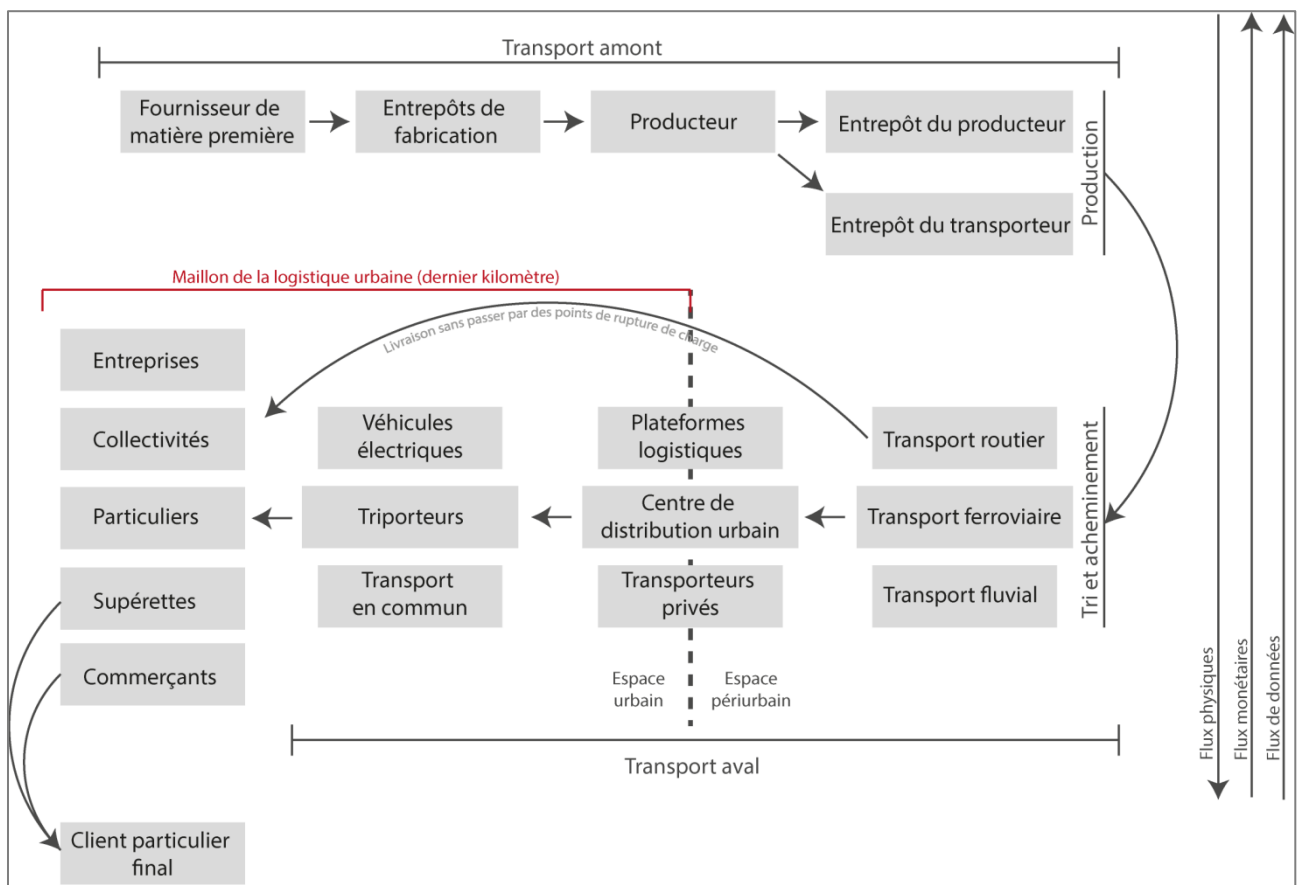 Transport amont
Fournisseur de
matière première
Entrepôts de
fabrication
Producteur
Entrepôt du producteur
Entrepôt du transporteur
Production
Maillon de la logistique urbaine (dernier kilomètre)
Livraison sans passer par des points de rupture de charge
Entreprises
Collectivités
Particuliers
Supérettes
Commerçants
Véhicules
électriques
Triporteurs
Transport
en commun
Plateformes
logistiques
Centre de
distribution urbain
Transporteurs
privés
Transport routier
Transport ferroviaire
Transport fluvial
Tri et acheminement
Espace
urbain
Espace
périurbain
Transport aval
Client particulier
final
Flux physiques
Flux monétaires
Flux de données